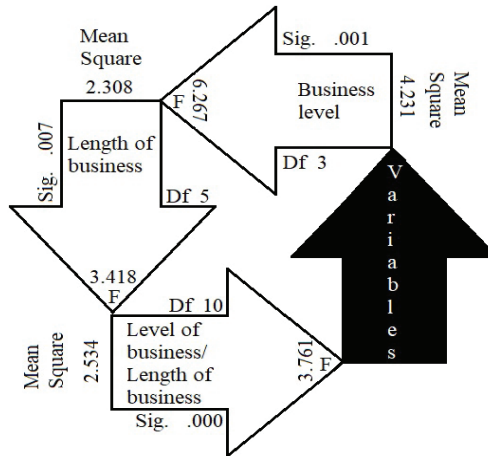 Mean
Square
2.308
Sig. .007
Length of
business
Df 5
3.418
F
Sig. .001
6.267
F
Business
level
Df 3
4.231
Mean
Square
Variables
Df 10
Level of
business/
Length of
business
Sig. .000
2.534
Mean
Square
3.761
F